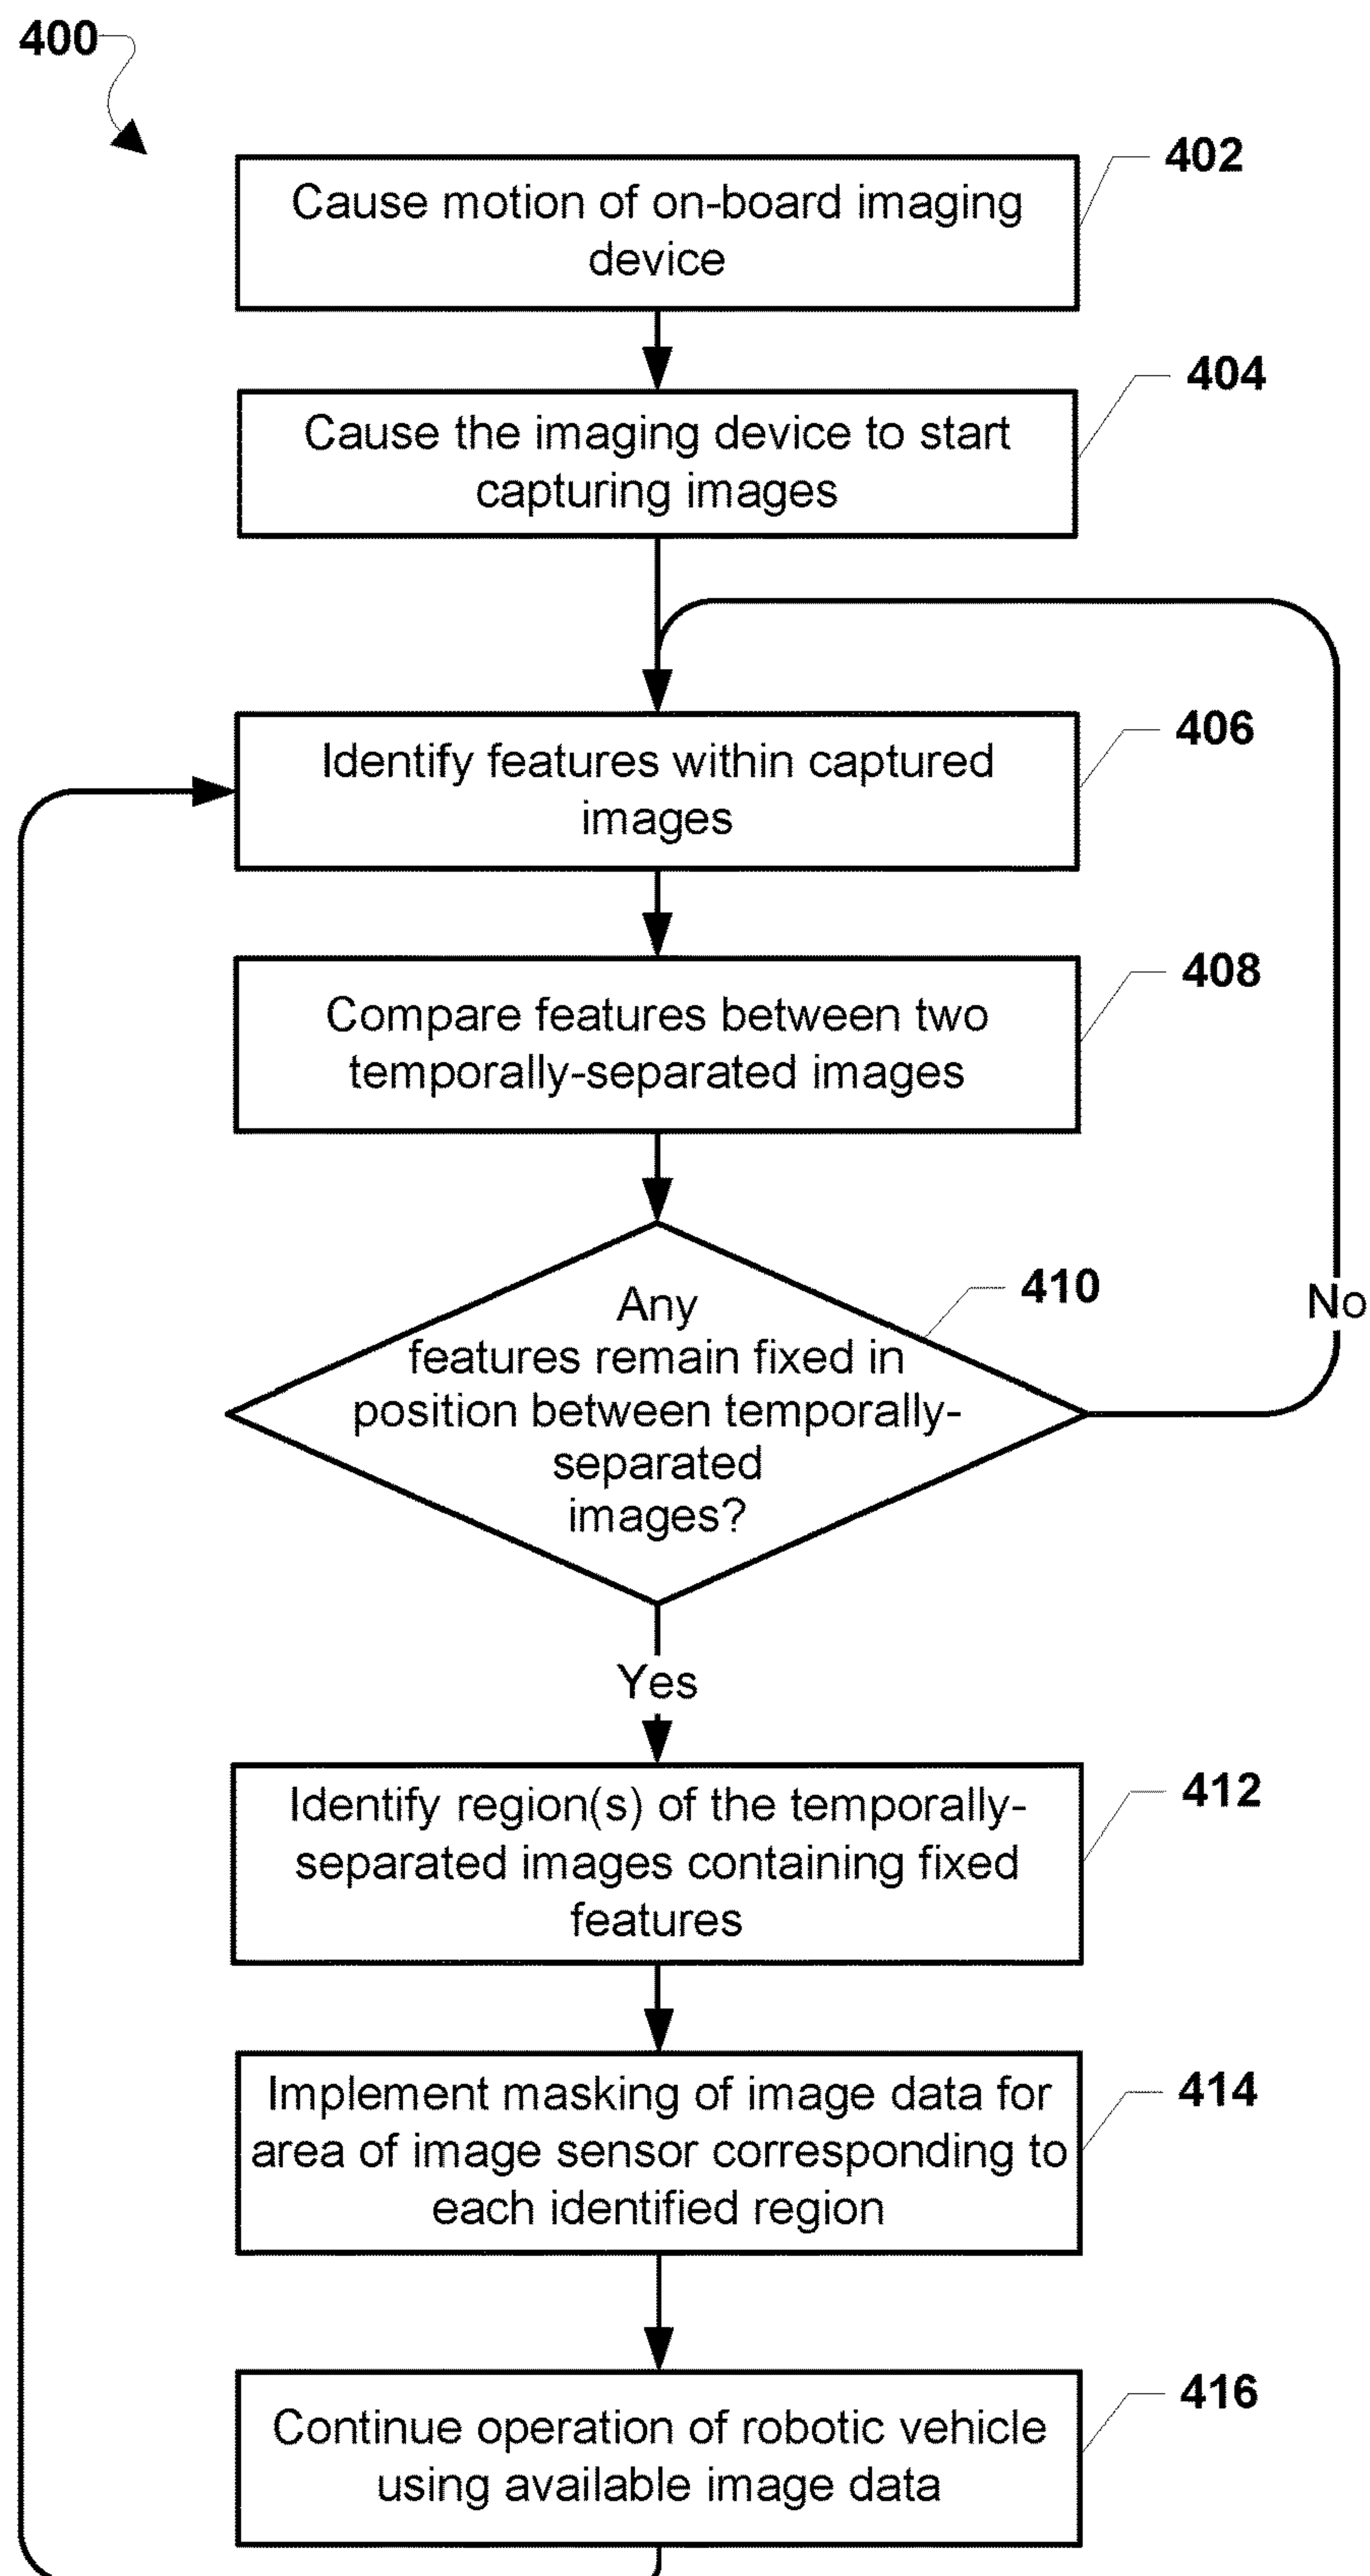 400
402
Cause motion of on-board imaging
device
404
Cause the imaging device to start
capturing images
406
Identify features within captured
images
408
Compare features between two
temporally-separated images
410
Any
features remain fixed in
position between temporally-
separated
images?
No
Yes
412
Identify region(s) of the temporally-
separated images containing fixed
features
414
Implement masking of image data for
area of image sensor corresponding to
each identified region
416
Continue operation of robotic vehicle
using available image data